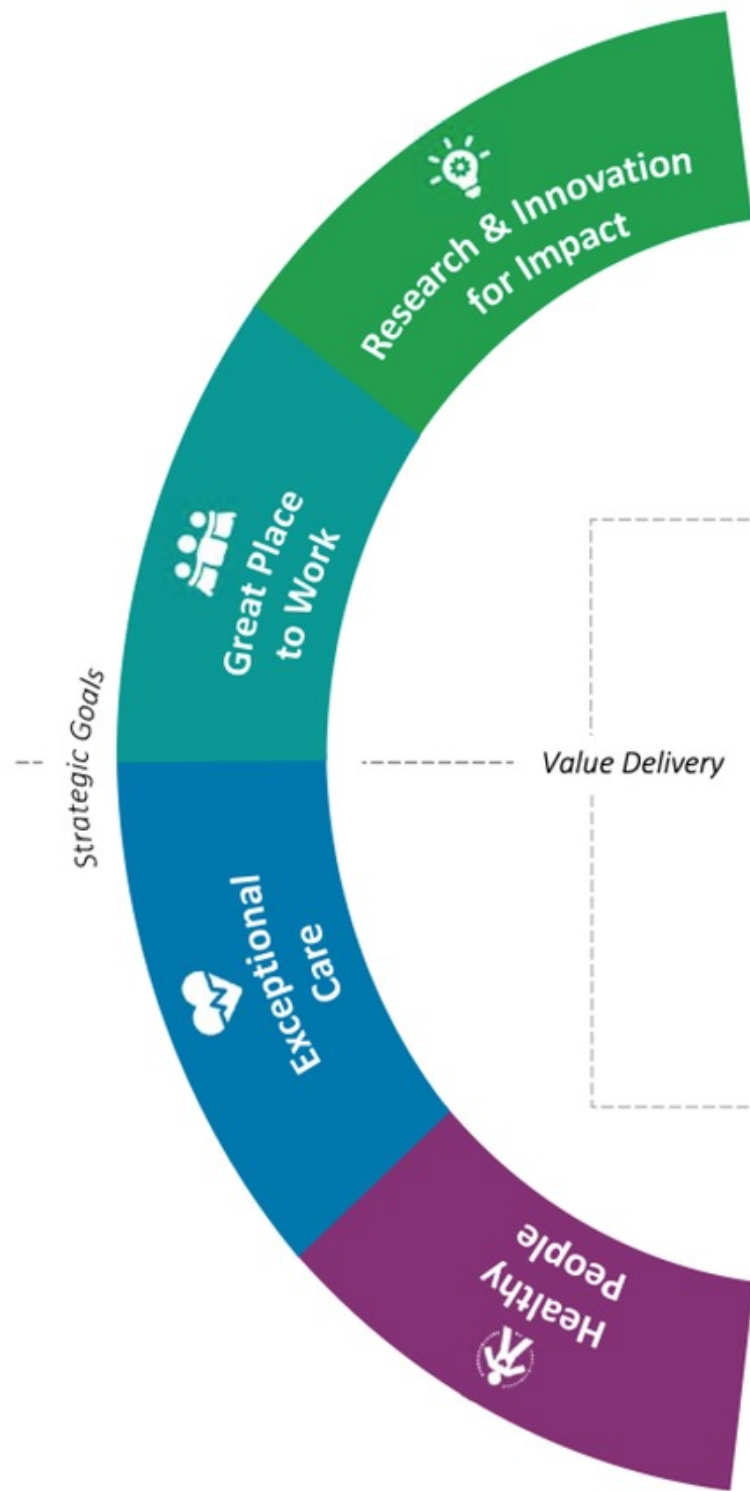 Research & Innovation
for Impact
Great Place
to Work
Strategic Goals
Value Delivery
Exceptional
Care
Healthy
People